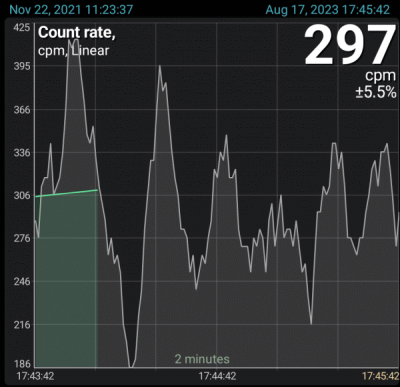 Nov 22, 2021 11:23:37 Aug 17, 2023 17:45:42
425
Count rate,
cpm, Linear
297
cpm
±5.5%
395
366
336
306
276
246
216
186
2 minutes
17:43:42 17:44:42 17:45:42